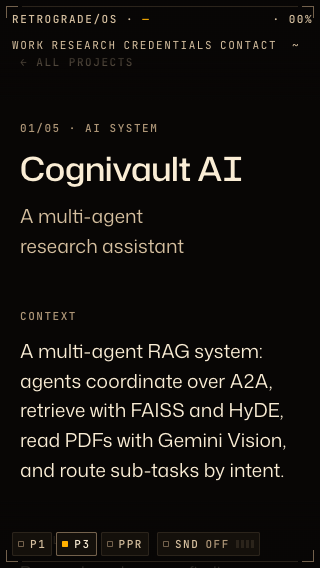 RETROGRADE/OS · — · 00%
WORK RESEARCH CREDENTIALS CONTACT ~
← ALL PROJECTS
01/05 · AI SYSTEM
Cognivault AI
A multi-agent
research assistant
CONTEXT
A multi-agent RAG system:
agents coordinate over A2A,
retrieve with FAISS and HyDE,
read PDFs with Gemini Vision,
and route sub-tasks by intent.
P1 P3 PPR SND OFF